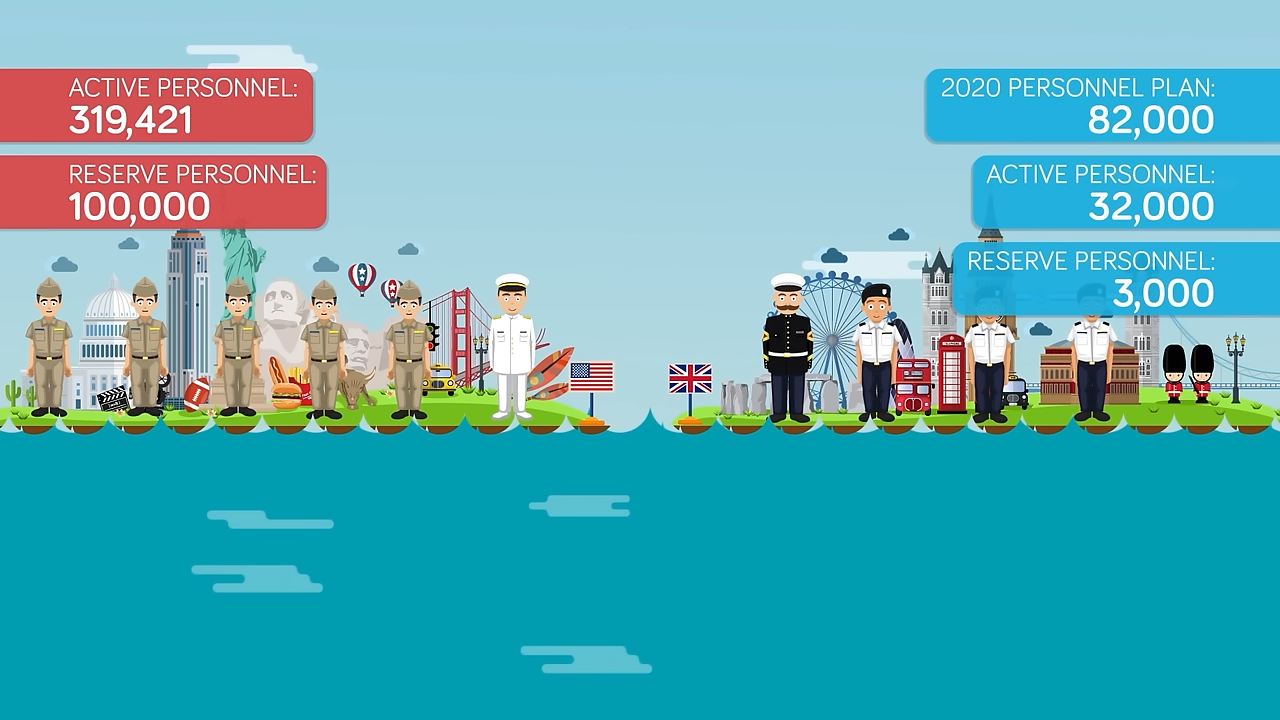 ACTIVE PERSONNEL:
319,421
RESERVE PERSONNEL:
100,000
2020 PERSONNEL PLAN:
82,000
ACTIVE PERSONNEL:
32,000
RESERVE PERSONNEL:
3,000